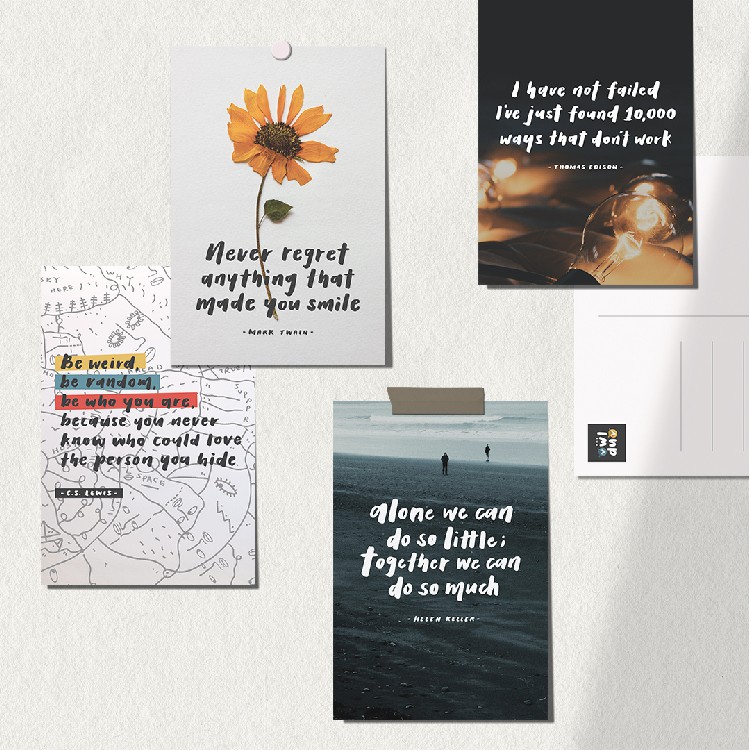 I have not failed
I've just found 10,000
ways that don't work
- THOMAS EDISON -
Never regret
anything that
made you smile
- MARK TWAIN -
Be weird,
be random,
be who you are,
because you never
know who could love
the person you hide
- C.S. LEWIS -
SPACE
alone we can
do so little;
together we can
do so much
- HELEN KELLER -